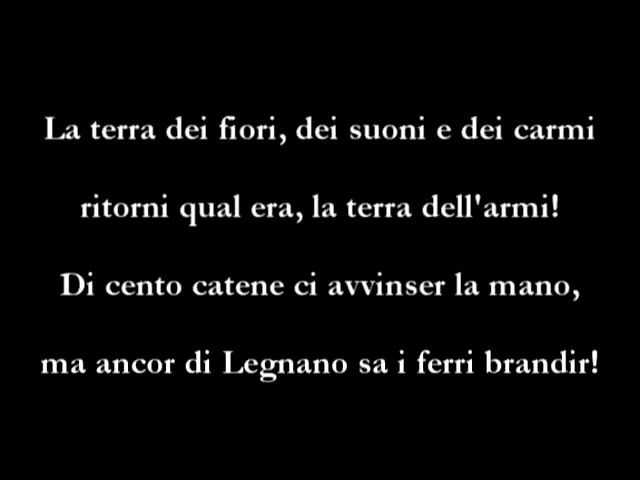 La terra dei fiori, dei suoni e dei carmi
ritorni qual era, la terra dell'armi!
Di cento catene ci avvinser la mano,
ma ancor di Legnano sa i ferri brandir!